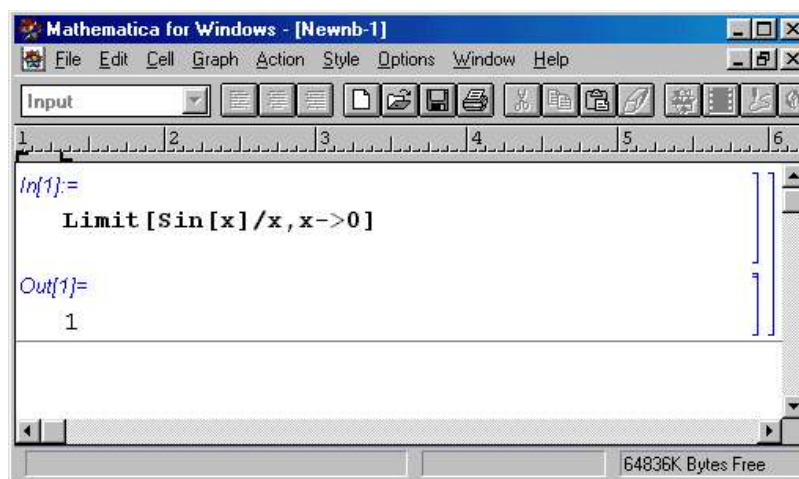 Mathematica for Windows - [Newnb-1]
File Edit Cell Graph Action Style Options Window Help
Input
1 2 3 4 5 6
In[1]:=
Limit[Sin[x]/x,x->0]
Out[1]=
1
64836K Bytes Free